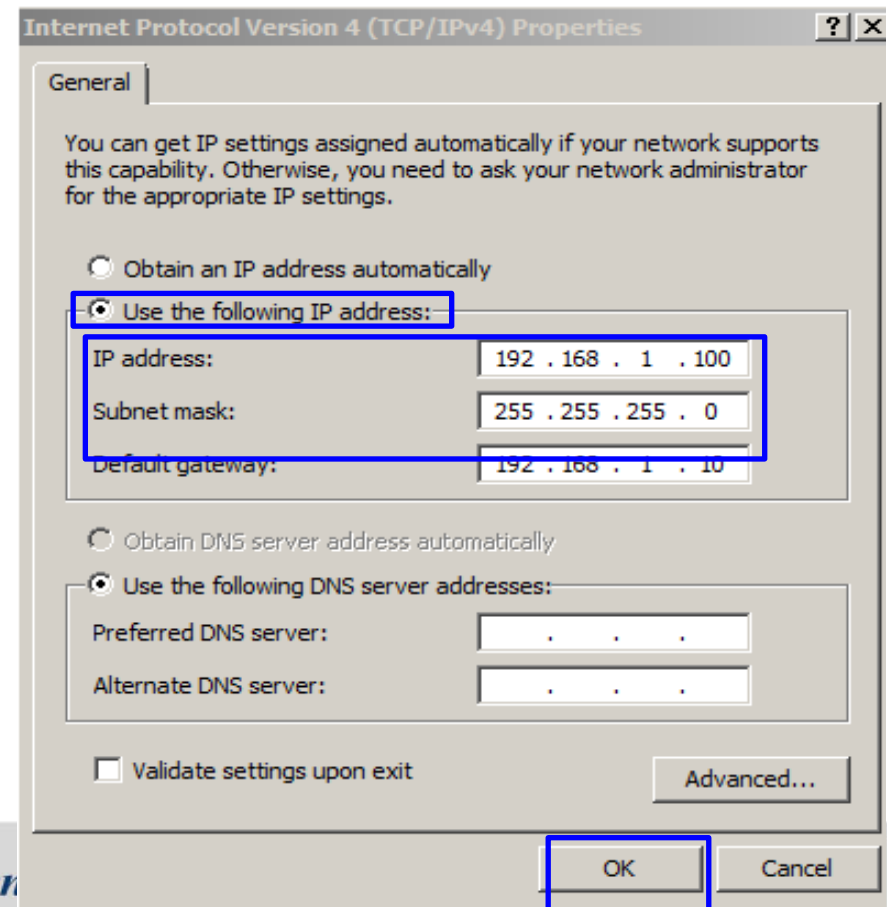 Internet Protocol Version 4 (TCP/IPv4) Properties ? X
General
You can get IP settings assigned automatically if your network supports
this capability. Otherwise, you need to ask your network administrator
for the appropriate IP settings.
Obtain an IP address automatically
Use the following IP address:
IP address: 192 . 168 . 1 . 100
Subnet mask: 255 . 255 . 255 . 0
Default gateway: 192 . 168 . 1 . 10
Obtain DNS server address automatically
Use the following DNS server addresses:
Preferred DNS server: . . .
Alternate DNS server: . . .
Validate settings upon exit
Advanced...
OK Cancel